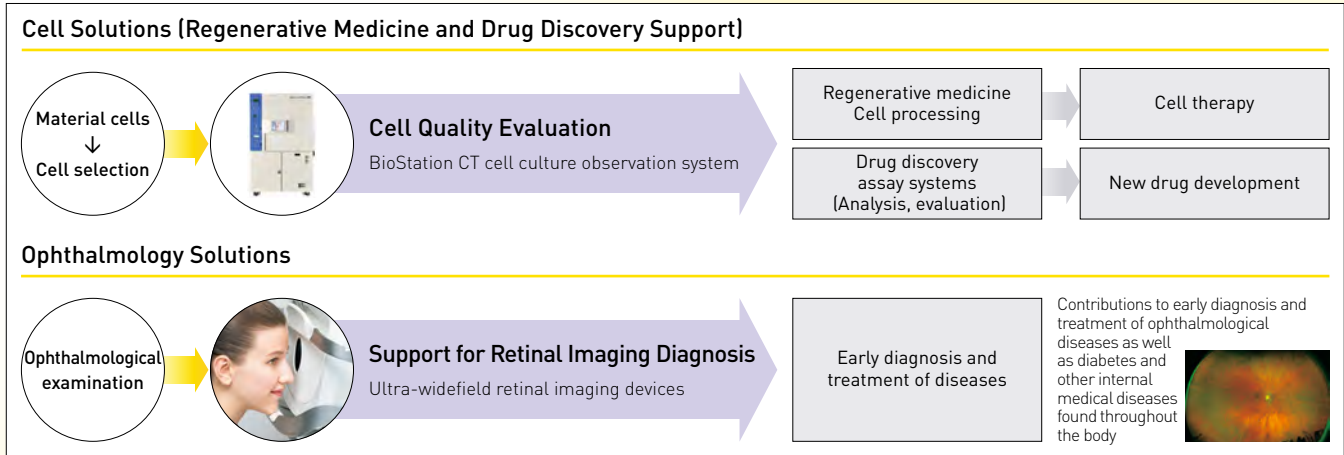 Cell Solutions (Regenerative Medicine and Drug Discovery Support)
Material cells
↓
Cell selection
Cell Quality Evaluation
BioStation CT cell culture observation system
Regenerative medicine
Cell processing
Cell therapy
Drug discovery
assay systems
(Analysis, evaluation)
New drug development
Ophthalmology Solutions
Ophthalmological
examination
Support for Retinal Imaging Diagnosis
Ultra-widefield retinal imaging devices
Early diagnosis and
treatment of diseases
Contributions to early diagnosis and
treatment of ophthalmological
diseases as well
as diabetes and
other internal
medical diseases
found throughout
the body